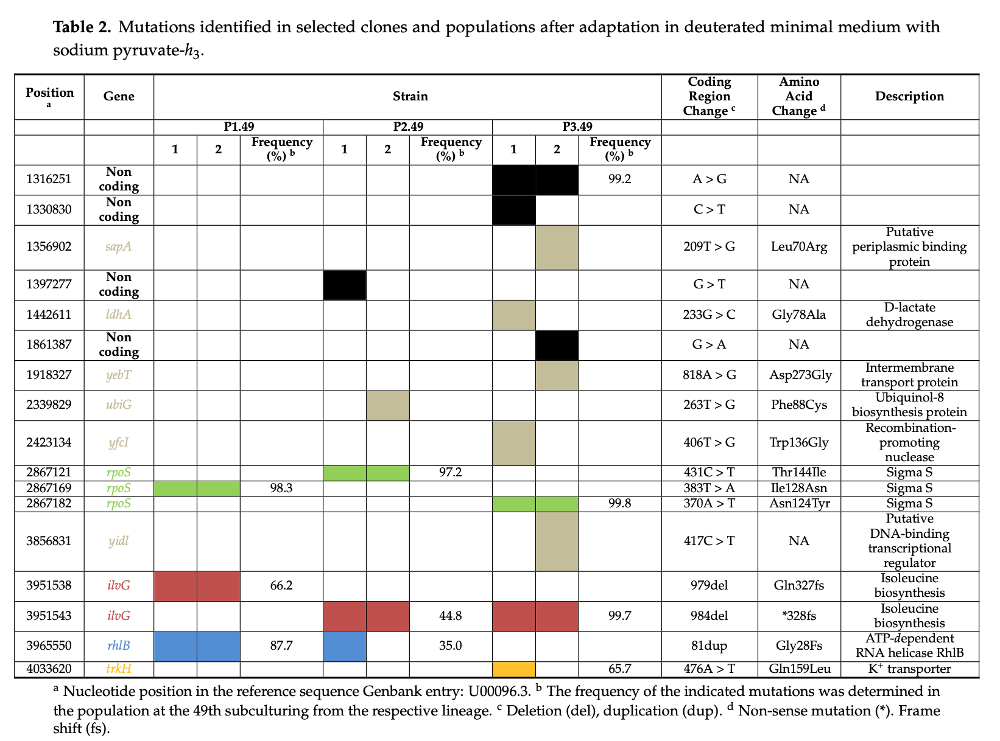 Table 2. Mutations identified in selected clones and populations after adaptation in deuterated minimal medium with
sodium pyruvate-h3.
Position a Gene Strain Coding Region Change c Amino Acid Change d Description
P1.49 P2.49 P3.49
1 2 Frequency (%) b 1 2 Frequency (%) b 1 2 Frequency (%) b
1316251 Non coding 99.2 A > G NA
1330830 Non coding C > T NA
1356902 sapA 209T > G Leu70Arg Putative periplasmic binding protein
1397277 Non coding G > T NA
1442611 ldhA 233G > C Gly78Ala D-lactate dehydrogenase
1861387 Non coding G > A NA
1918327 yebT 818A > G Asp273Gly Intermembrane transport protein
2339829 ubiG 263T > G Phe88Cys Ubiquinol-8 biosynthesis protein
2423134 yfcI 406T > G Trp136Gly Recombination-promoting nuclease
2867121 rpoS 97.2 431C > T Thr144Ile Sigma S
2867169 rpoS 98.3 383T > A Ile128Asn Sigma S
2867182 rpoS 99.8 370A > T Asn124Tyr Sigma S
3856831 yidl 417C > T NA Putative DNA-binding transcriptional regulator
3951538 ilvG 66.2 979del Gln327fs Isoleucine biosynthesis
3951543 ilvG 44.8 99.7 984del *328fs Isoleucine biosynthesis
3965550 rhlB 87.7 35.0 81dup Gly28Fs ATP-dependent RNA helicase RhlB
4033620 trkH 65.7 476A > T Gln159Leu K+ transporter
a Nucleotide position in the reference sequence Genbank entry: U00096.3. b The frequency of the indicated mutations was determined in
the population at the 49th subculturing from the respective lineage. c Deletion (del), duplication (dup). d Non-sense mutation (*). Frame
shift (fs).